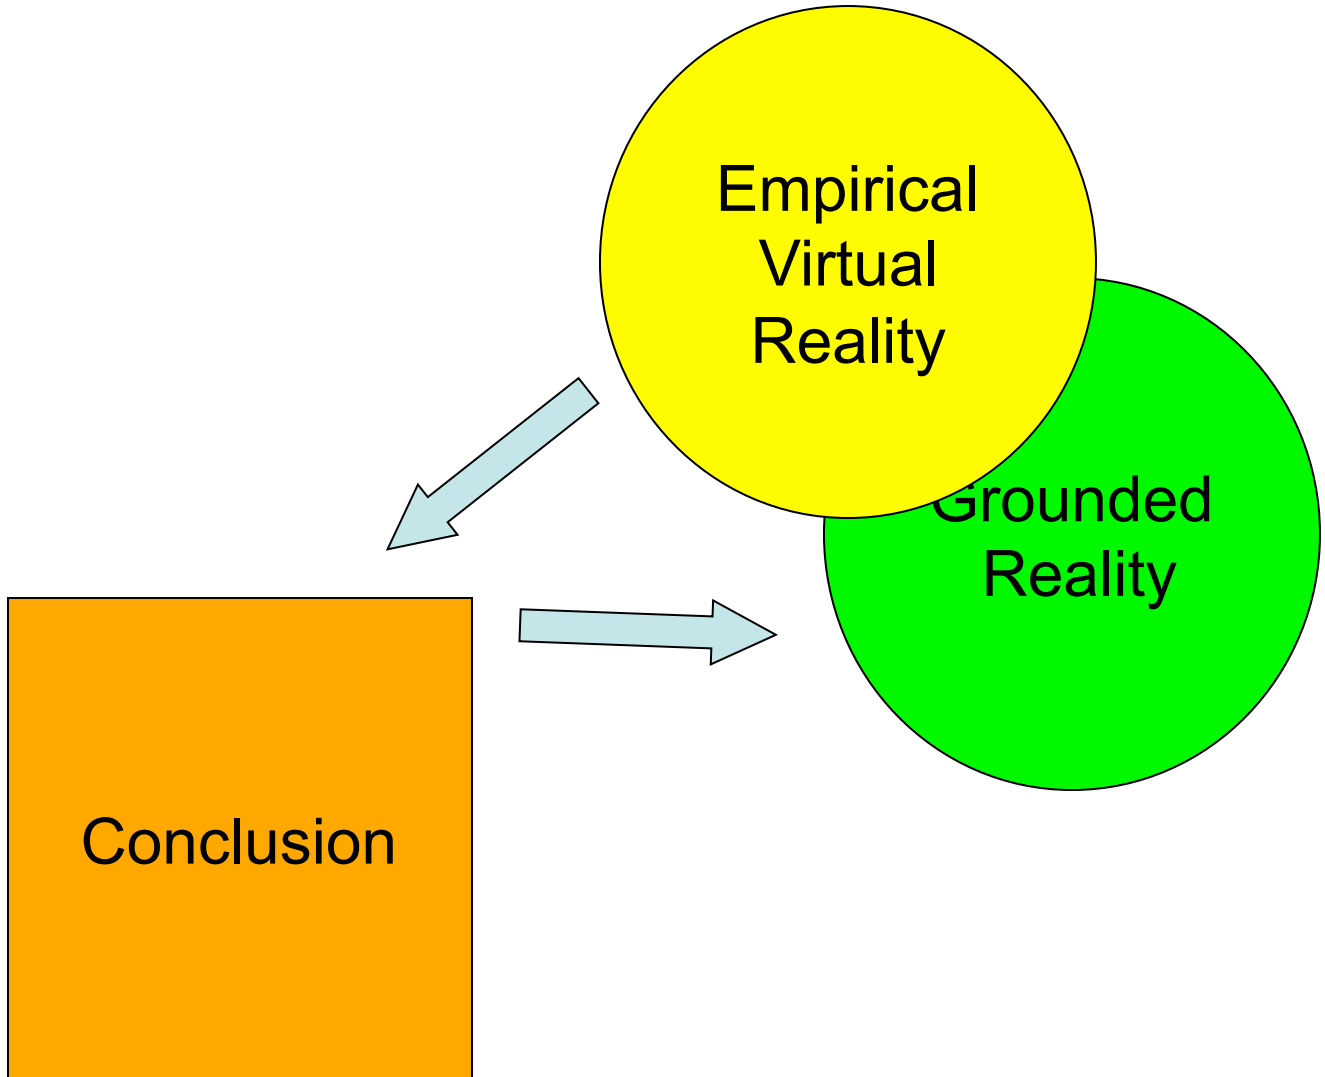 Empirical
Virtual
Reality
Grounded
Reality
Conclusion